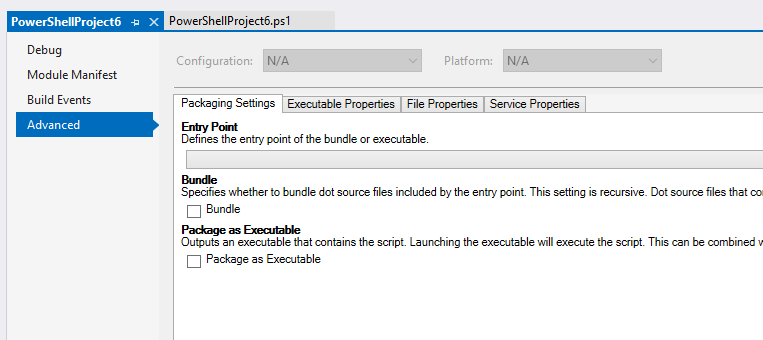 PowerShellProject6
PowerShellProject6.ps1
Debug
Module Manifest
Build Events
Advanced
Configuration: N/A Platform: N/A
Packaging Settings Executable Properties File Properties Service Properties
Entry Point
Defines the entry point of the bundle or executable.
Bundle
Specifies whether to bundle dot source files included by the entry point. This setting is recursive. Dot source files that co
Bundle
Package as Executable
Outputs an executable that contains the script. Launching the executable will execute the script. This can be combined w
Package as Executable